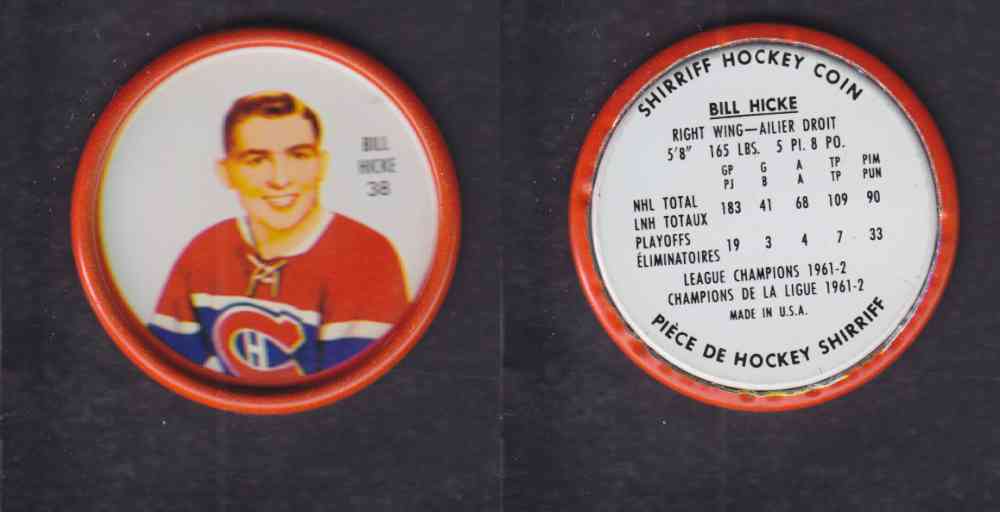 BILL
HICKE
38
SHIRRIFF HOCKEY COIN
BILL HICKE
RIGHT WING—AILIER DROIT
5'8" 165 LBS. 5 PI. 8 PO.
GP G A TP PIM
PJ B A TP PUN
NHL TOTAL
LNH TOTAUX 183 41 68 109 90
PLAYOFFS
ÉLIMINATOIRES 19 3 4 7 33
LEAGUE CHAMPIONS 1961-2
CHAMPIONS DE LA LIGUE 1961-2
MADE IN U.S.A.
PIÈCE DE HOCKEY SHIRRIFF